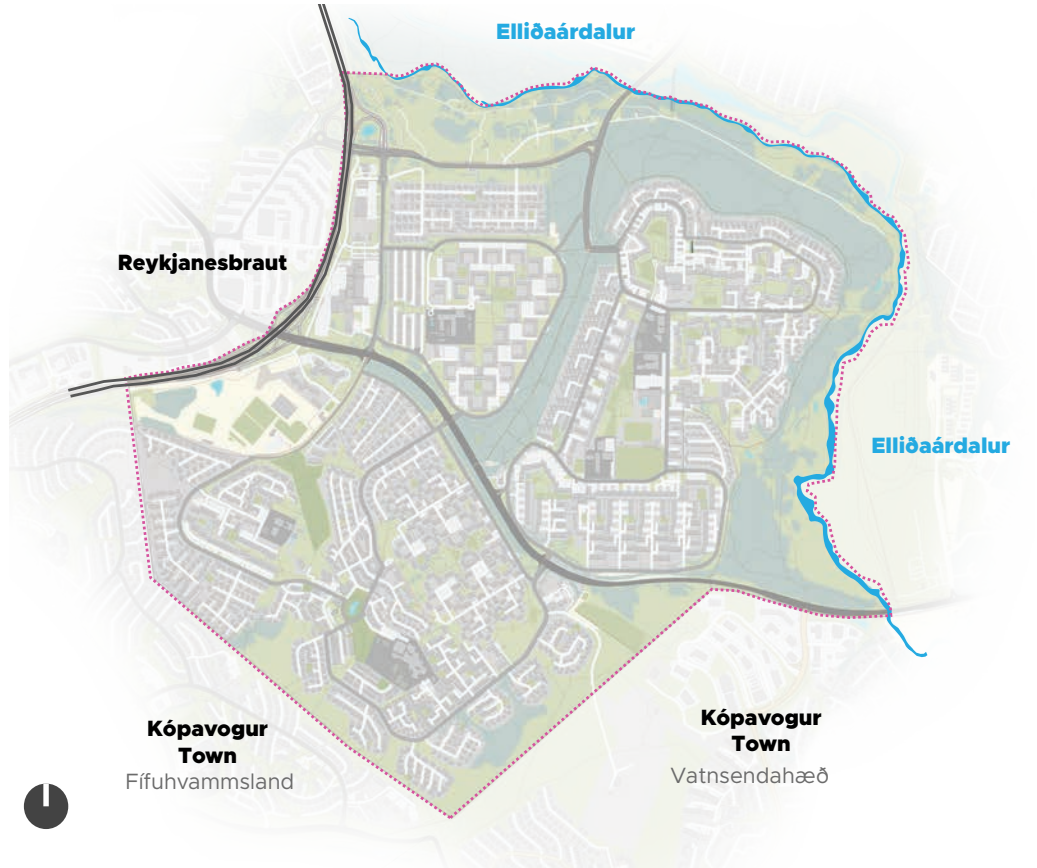 Elliðaárdalur
Reykjanesbraut
Elliðaárdalur
Kópavogur
Town
Fífuhvammsland
Kópavogur
Town
Vatnsendahæð